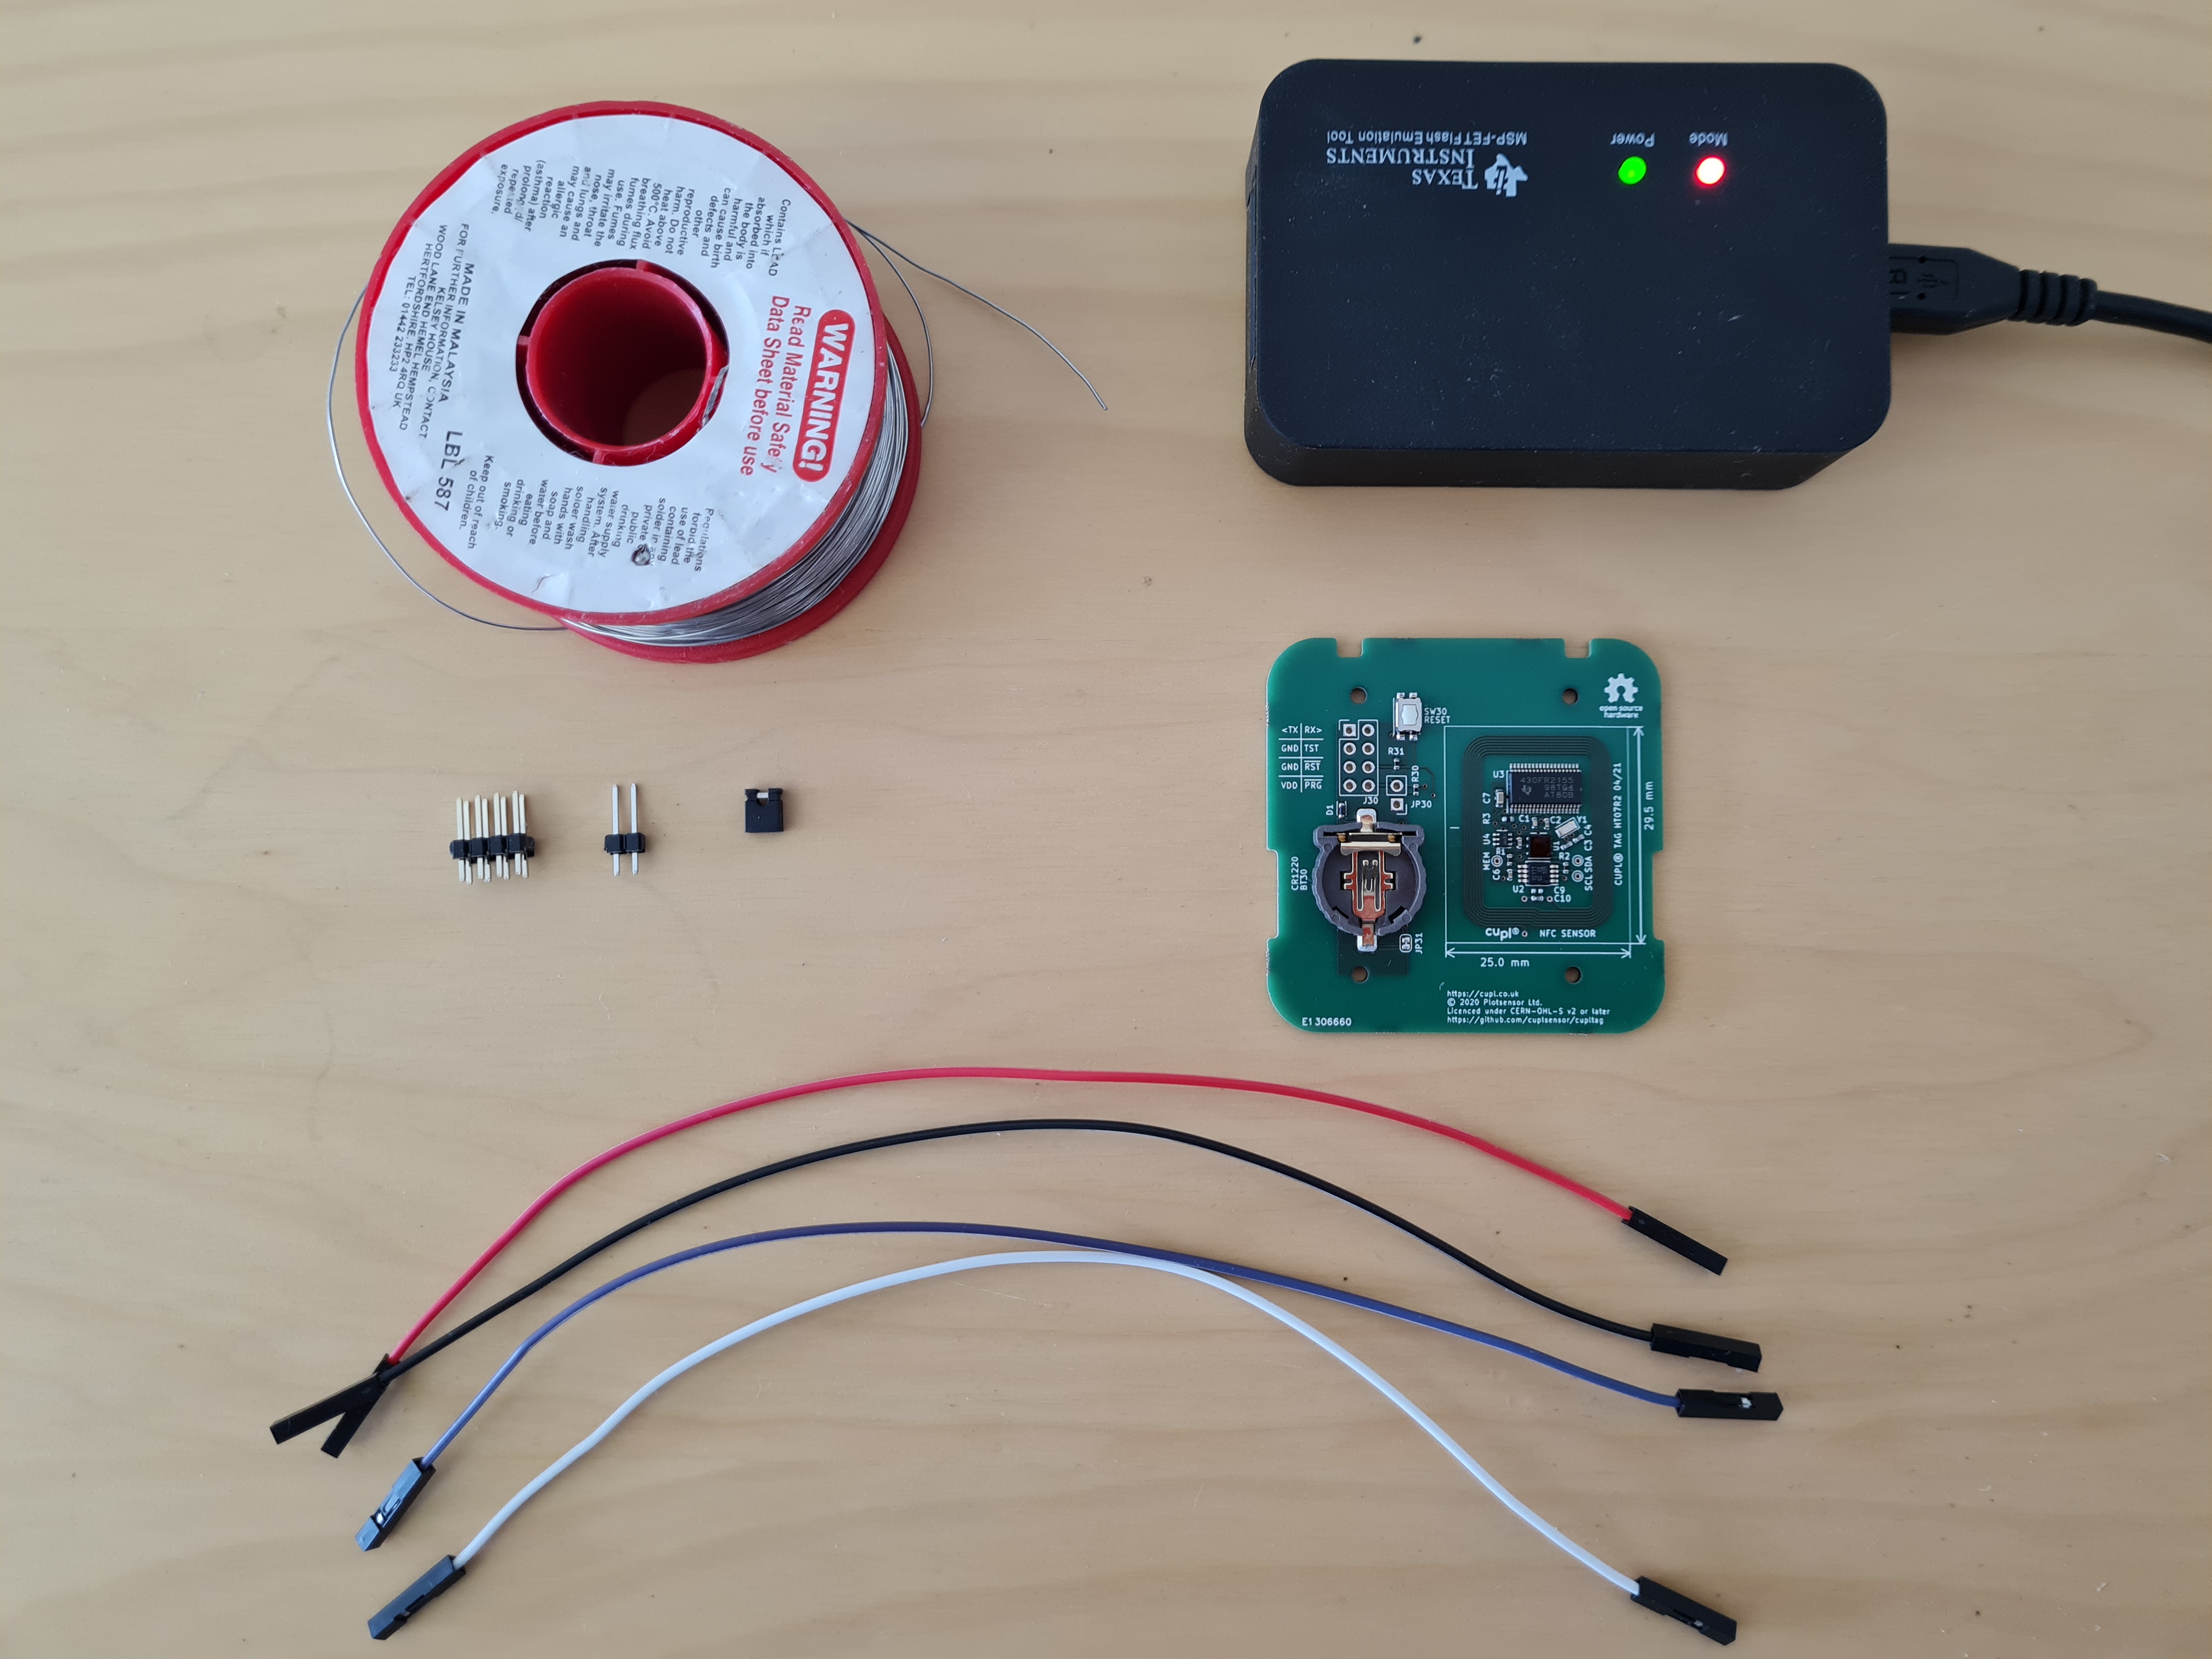 WARNING!
Read Material Safety
Data Sheet before use
Contains LEAD
which if
absorbed into
the body is
harmful and
can cause birth
defects and
other
reproductive
harm. Do not
heat above
500°C. Avoid
breathing flux
fumes during
use. Fumes
may irritate the
nose, throat
and lungs and
may cause an
allergic
reaction
(asthma) after
prolonged/
repeated
exposure.
Regulations
forbid the
use of lead
containing
solder in any
private
public
drinking
water supply
system. After
handling
solder wash
hands with
soap and
water before
eating
drinking or
smoking.
Keep out of reach
of children.
LBL 587
MADE IN MALAYSIA
FOR FURTHER INFORMATION, CONTACT
KELSEY HOUSE,
WOOD LANE END HEMEL HEMPSTEAD
HERTFORDSHIRE. HP2 4RQ UK
TEL: 01442 233233
TEXAS
INSTRUMENTS
MSP-FET Flash Emulation Tool
Power
Mode
open source
hardware
SW30
RESET
<TX RX>
GND TST
GND RST
VDD PRG
R31
R30
J30
JP30
D1
CR1220
BT30
JP31
U3
430FR2155
C7
R3
C1
C2
Y1
C4
C3
MEM
U4
U1
R2
C6
SCL
SDA
U2
C9
C10
CUPL® TAG HT07R2 04/21
29.5 mm
cupl® NFC SENSOR
25.0 mm
https://cupl.co.uk
© 2020 Plotsensor Ltd.
Licenced under CERN-OHL-S v2 or later
https://github.com/cuplsensor/cupltag
E1306660